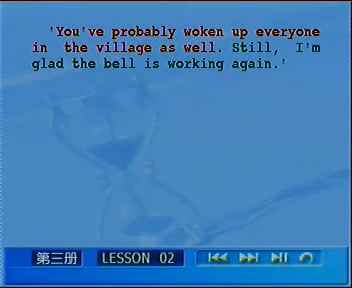 'You've probably woken up everyone
in the village as well. Still, I'm
glad the bell is working again.'
第三册 LESSON 02